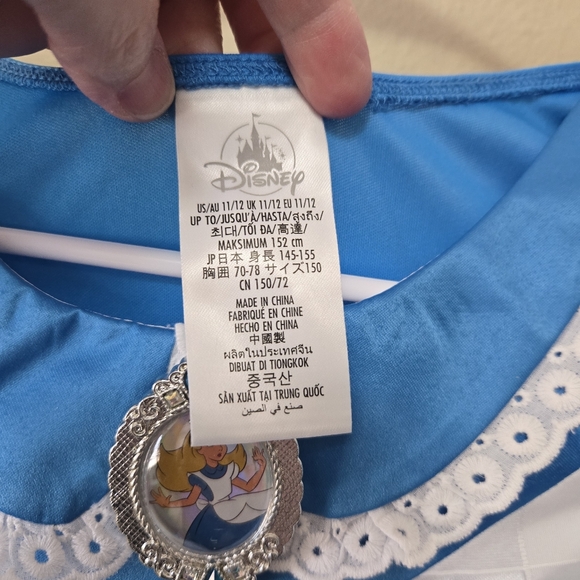 Disney
US/AU 11/12 UK 11/12 EU 11/12
UP TO/JUSQU'À/HASTA/สูงถึง/
최대/TỐI ĐA/高達/
MAKSIMUM 152 cm
JP日本 身長 145-155
胸囲 70-78 サイズ150
CN 150/72
MADE IN CHINA
FABRIQUÉ EN CHINE
HECHO EN CHINA
中國製
ผลิตในประเทศจีน
DIBUAT DI TIONGKOK
중국산
SẢN XUẤT TẠI TRUNG QUỐC
صنع في الصين